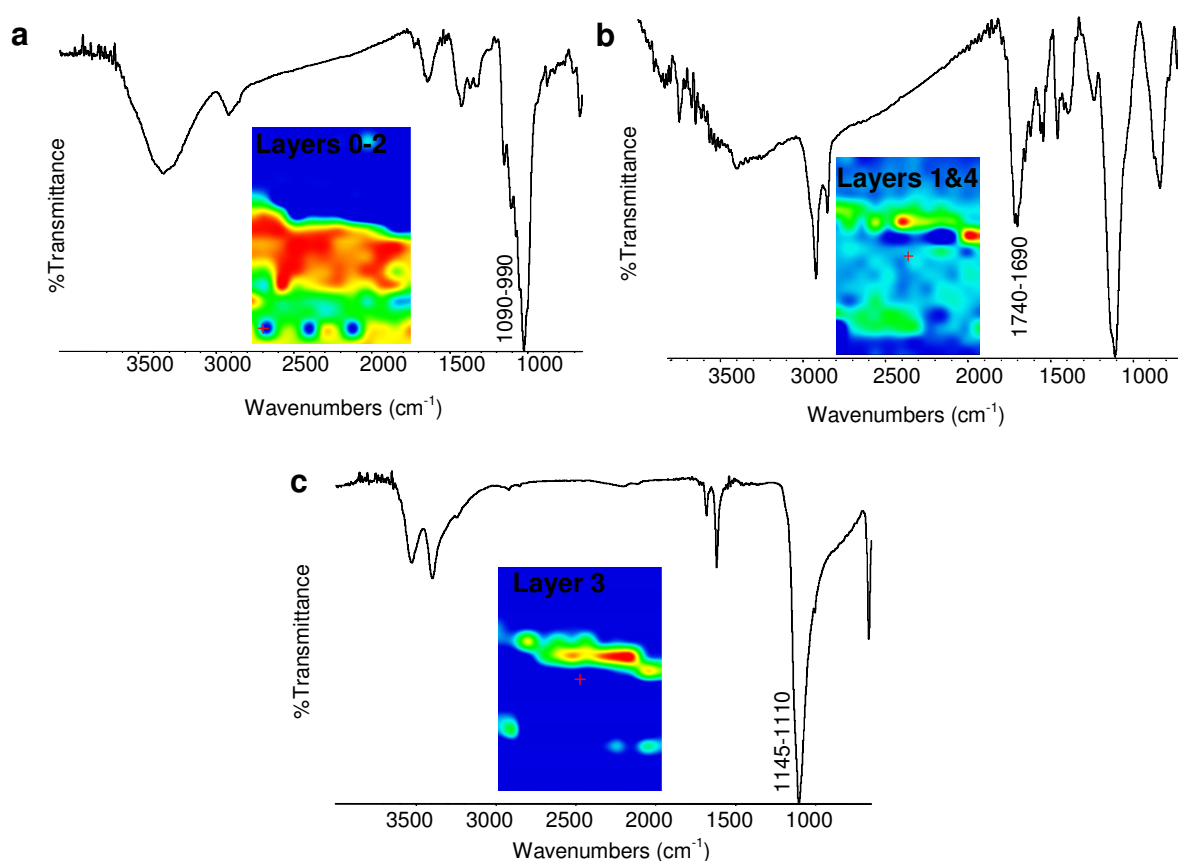 a
%Transmittance
Layers 0-2
1090-990
3500 3000 2000 1500 1000
Wavenumbers (cm-1)
b
%Transmittance
Layers 1&4
1740-1690
3500 3000 2000 1500 1000
Wavenumbers (cm-1)
c
%Transmittance
Layer 3
1145-1110
3500 3000 2500 2000 1500 1000
Wavenumbers (cm-1)